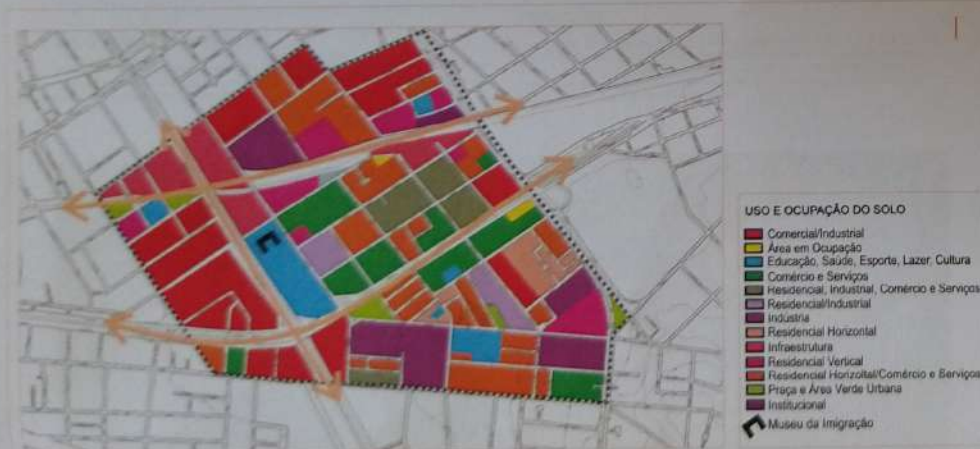 USO E OCUPAÇÃO DO SOLO
Comercial/Industrial
Área em Ocupação
Educação, Saúde, Esporte, Lazer, Cultura
Comércio e Serviços
Residencial, Industrial, Comércio e Serviços
Residencial/Industrial
Indústria
Residencial Horizontal
Infraestrutura
Residencial Vertical
Residencial Horizoltal/Comércio e Serviços
Praça e Área Verde Urbana
Institucional
Museu da Imigração